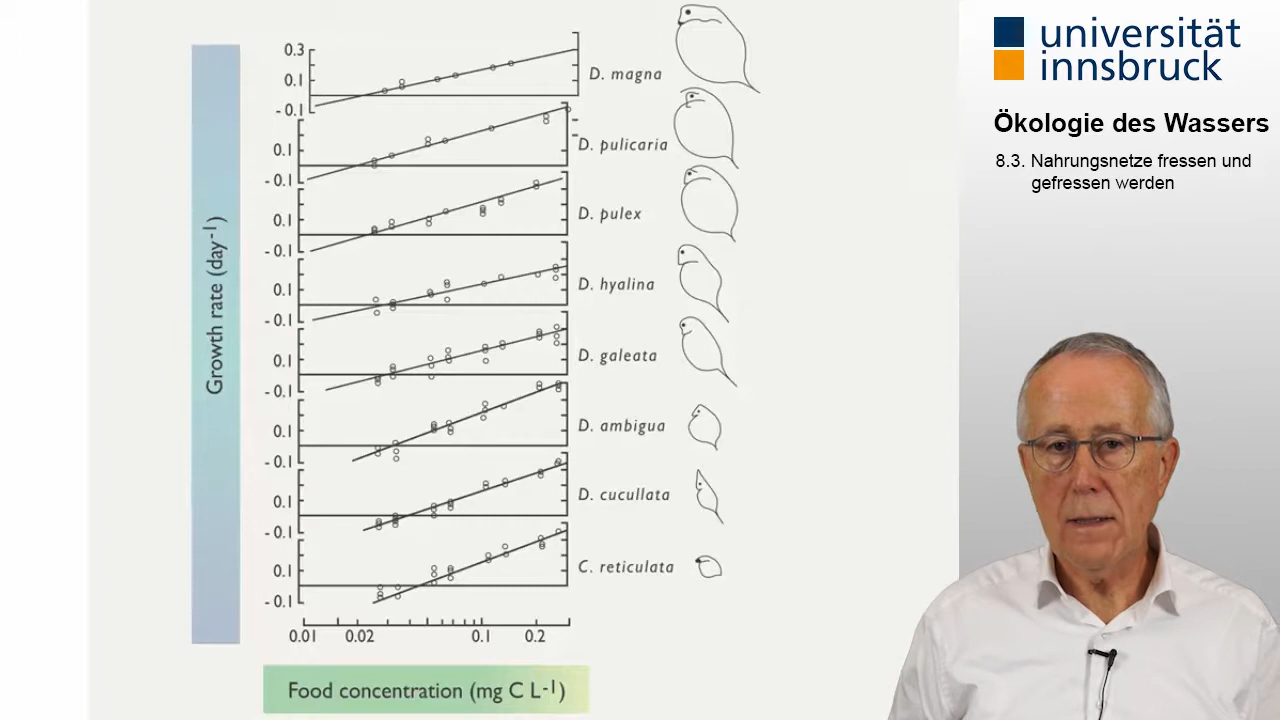 universität
innsbruck
Ökologie des Wassers
8.3. Nahrungsnetze fressen und
gefressen werden
Growth rate (day-1)
0.3
0.1
-0.1
D. magna
0.1
-0.1
D. pulicaria
0.1
-0.1
D. pulex
0.1
-0.1
D. hyalina
0.1
-0.1
D. galeata
0.1
-0.1
D. ambigua
0.1
-0.1
D. cucullata
0.1
-0.1
C. reticulata
0.01 0.02 0.1 0.2
Food concentration (mg C L-1)